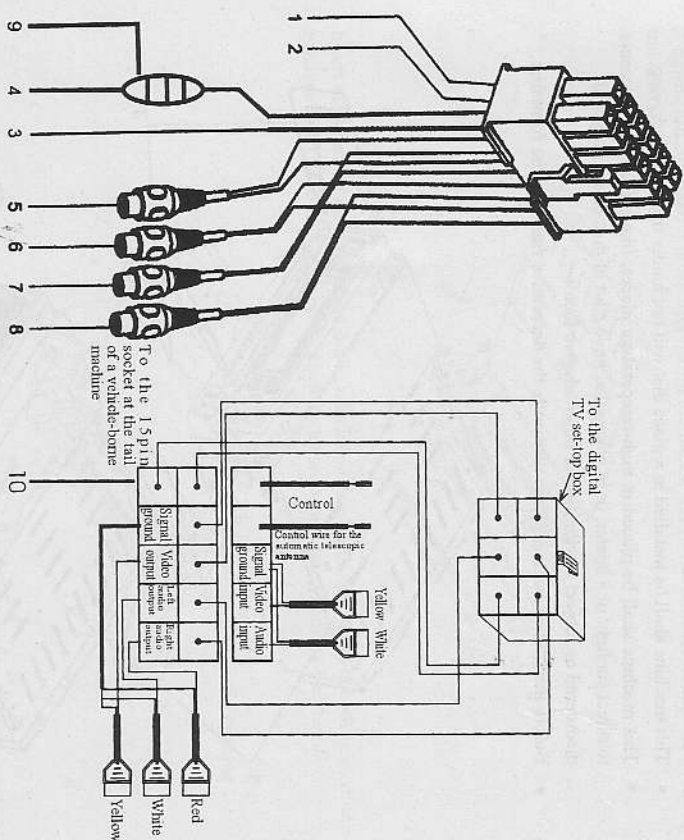 1
2
9
4
3
5
6
7
8
10
To the 15pin
socket at the tail
of a vehicle-borne
machine
To the digital
TV set-top box
Control
Control wire for the
automatic telescopic
antenna
Signal
ground
Video
input
Audio
input
Yellow
White
Signal
ground
Video
output
Left
audio
output
Right
audio
output
Red
White
Yellow